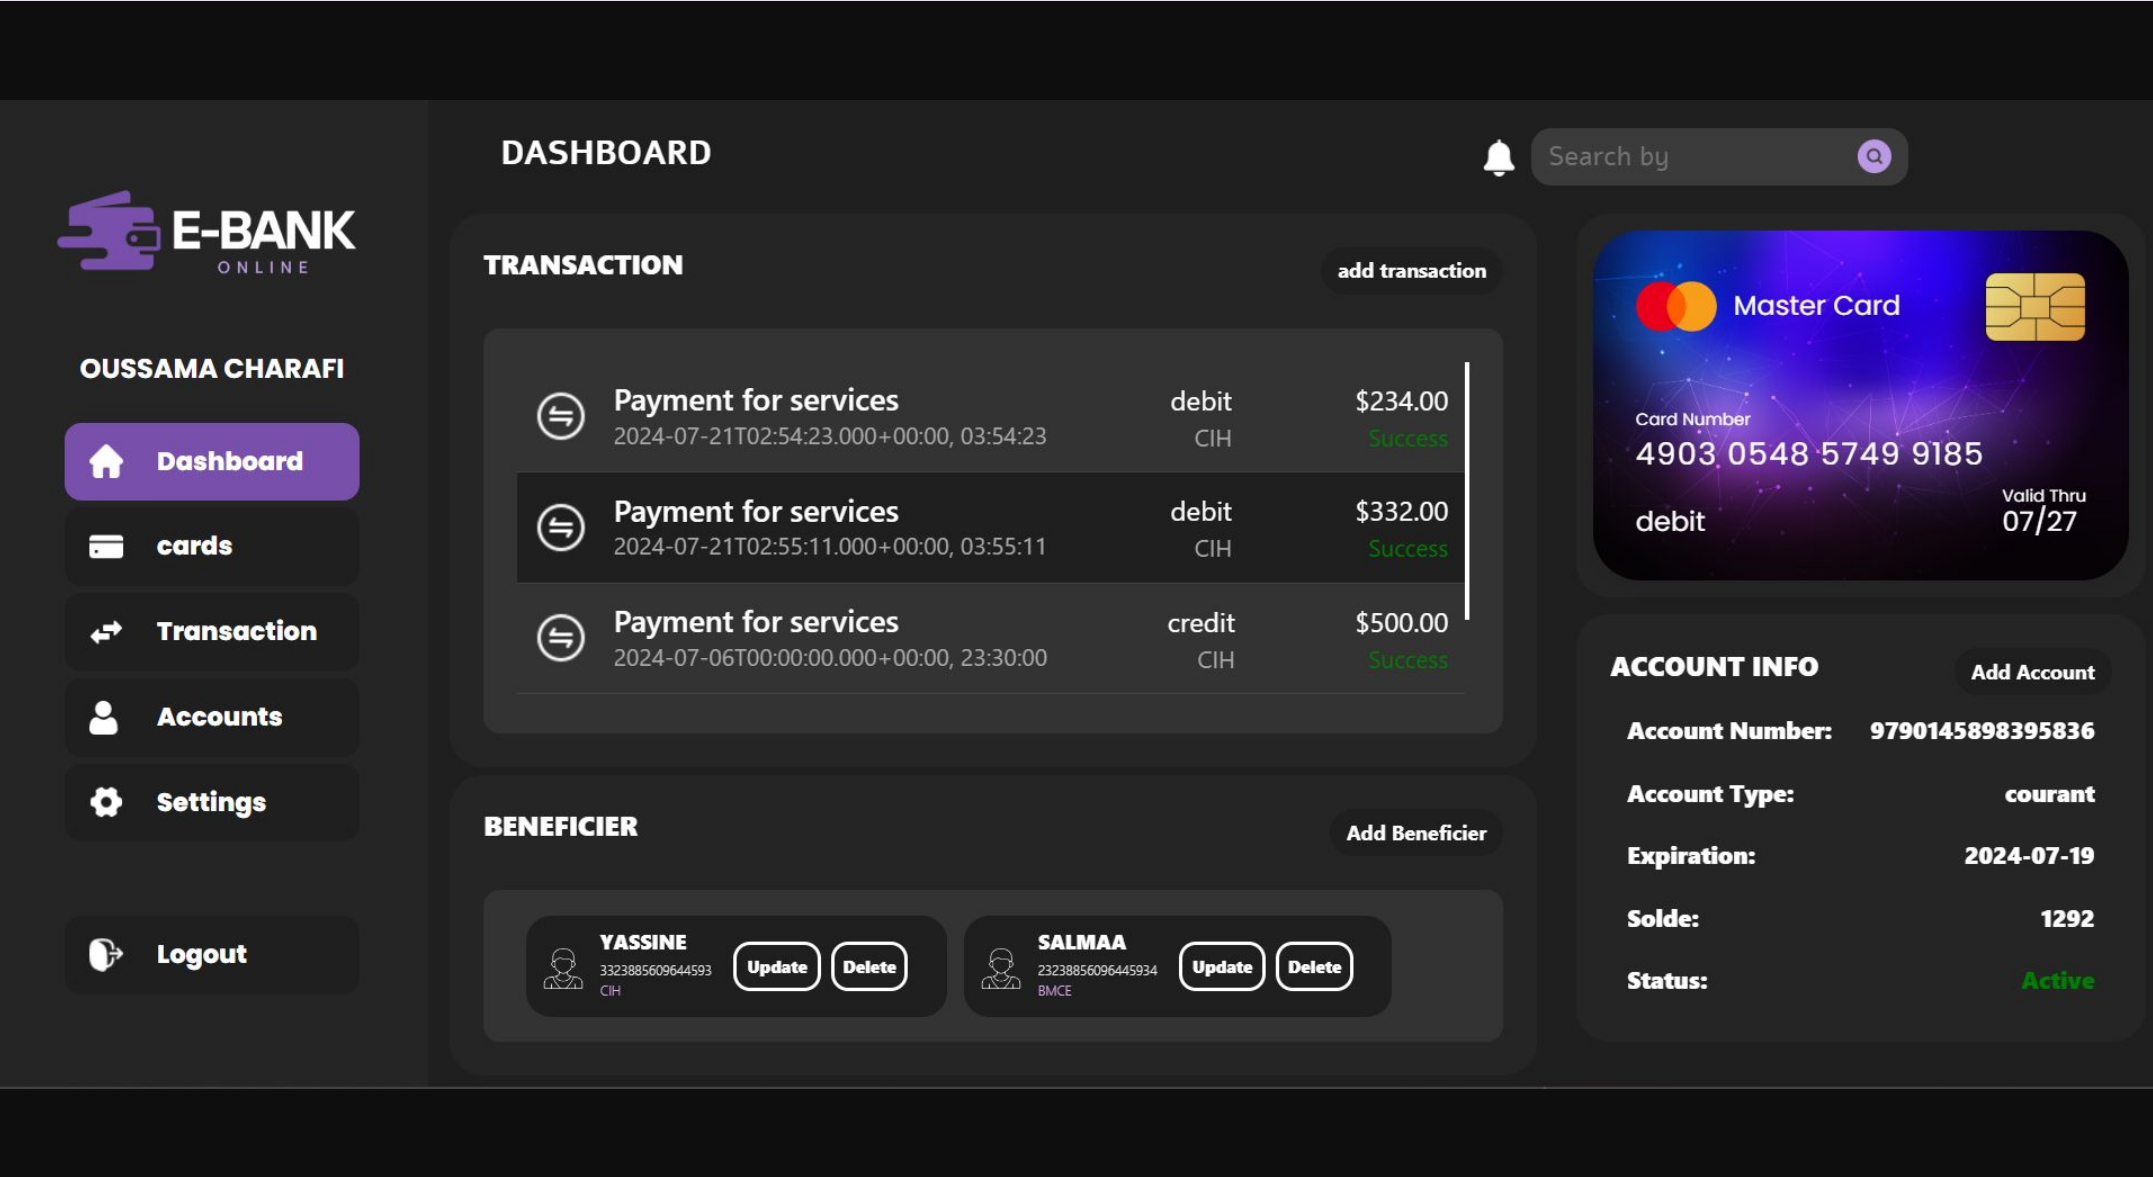 E-BANK
ONLINE
OUSSAMA CHARAFI
Dashboard
cards
Transaction
Accounts
Settings
Logout
DASHBOARD
Search by
TRANSACTION
add transaction
Payment for services debit $234.00
2024-07-21T02:54:23.000+00:00, 03:54:23 CIH Success
Payment for services debit $332.00
2024-07-21T02:55:11.000+00:00, 03:55:11 CIH Success
Payment for services credit $500.00
2024-07-06T00:00:00.000+00:00, 23:30:00 CIH Success
BENEFICIER
Add Beneficier
YASSINE
3323885609644593
CIH
Update Delete
SALMAA
23238856096445934
BMCE
Update Delete
Master Card
Card Number
4903 0548 5749 9185
Valid Thru
debit 07/27
ACCOUNT INFO
Add Account
Account Number: 9790145898395836
Account Type: courant
Expiration: 2024-07-19
Solde: 1292
Status: Active